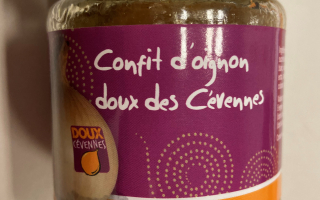 Confit d'oignon
doux des Cévennes
DOUX
CÉVENNES